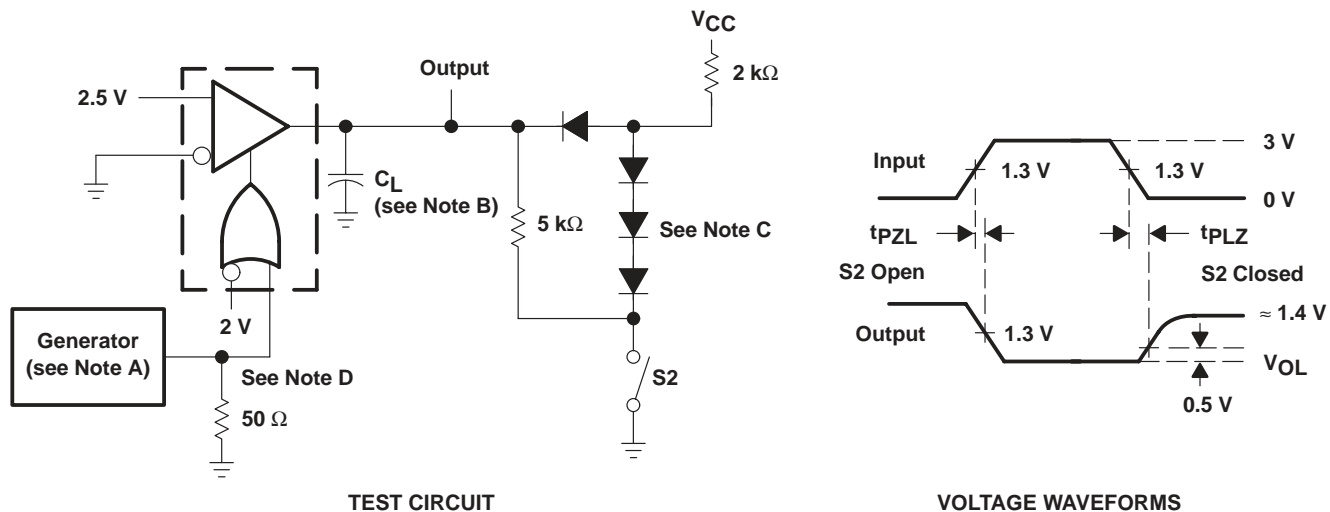 VCC
2 kΩ
Output
2.5 V
CL
(see Note B)
5 kΩ
See Note C
2 V
Generator
(see Note A)
See Note D
50 Ω
S2
TEST CIRCUIT
3 V
Input
1.3 V
1.3 V
0 V
tPZL
tPLZ
S2 Open
S2 Closed
≈ 1.4 V
Output
1.3 V
VOL
0.5 V
VOLTAGE WAVEFORMS